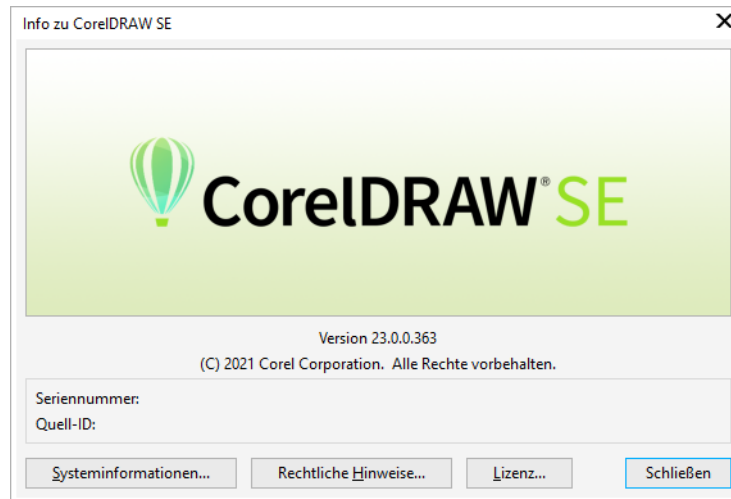 Info zu CorelDRAW SE
CorelDRAW® SE
Version 23.0.0.363
(C) 2021 Corel Corporation.  Alle Rechte vorbehalten.
Seriennummer:
Quell-ID:
Systeminformationen... Rechtliche Hinweise... Lizenz... Schließen